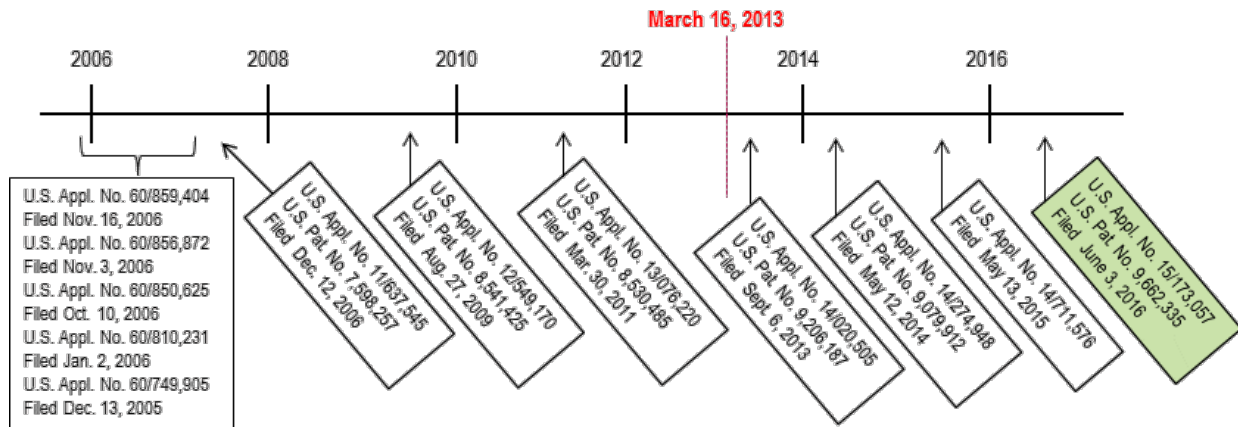 March 16, 2013
2006
2008
2010
2012
2014
2016
U.S. Appl. No. 60/859,404
Filed Nov. 16, 2006
U.S. Appl. No. 60/856,872
Filed Nov. 3, 2006
U.S. Appl. No. 60/850,625
Filed Oct. 10, 2006
U.S. Appl. No. 60/810,231
Filed Jan. 2, 2006
U.S. Appl. No. 60/749,905
Filed Dec. 13, 2005
U.S. Appl. No. 11/637,545
U.S. Pat. No. 7,598,257
Filed Dec. 12, 2006
U.S. Appl. No. 12/549,170
U.S. Pat. No. 8,541,425
Filed Aug. 27, 2009
U.S. Appl. No. 13/076,220
U.S. Pat. No. 8,530,485
Filed Mar. 30, 2011
U.S. Appl. No. 14/020,505
U.S. Pat. No. 9,206,187
Filed Sept. 6, 2013
U.S. Appl. No. 14/274,948
U.S. Pat. No. 9,079,912
Filed May 12, 2014
U.S. Appl. No. 14/711,576
Filed May 13, 2015
U.S. Appl. No. 15/173,057
U.S. Pat. No. 9,662,335
Filed June 3, 2016